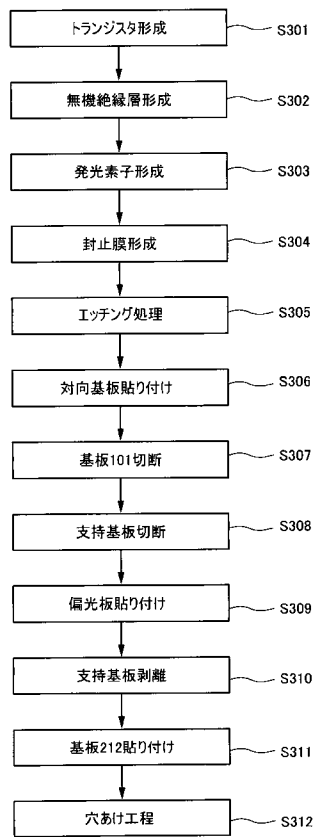 トランジスタ形成 S301
無機絶縁層形成 S302
発光素子形成 S303
封止膜形成 S304
エッチング処理 S305
対向基板貼り付け S306
基板101切断 S307
支持基板切断 S308
偏光板貼り付け S309
支持基板剥離 S310
基板212貼り付け S311
穴あけ工程 S312